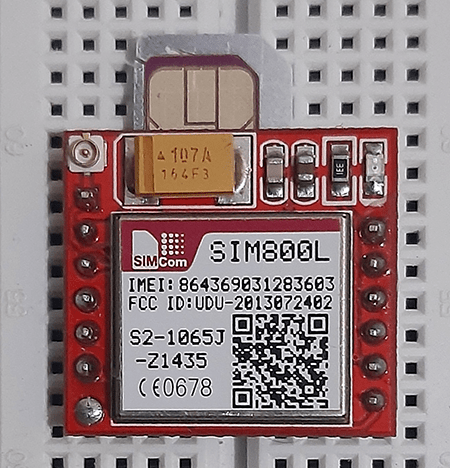 107A
164F3
SIMCom
SIM800L
IMEI:864369031283603
FCC ID:UDU-2013072402
S2-1065J
-Z1435
CE0678